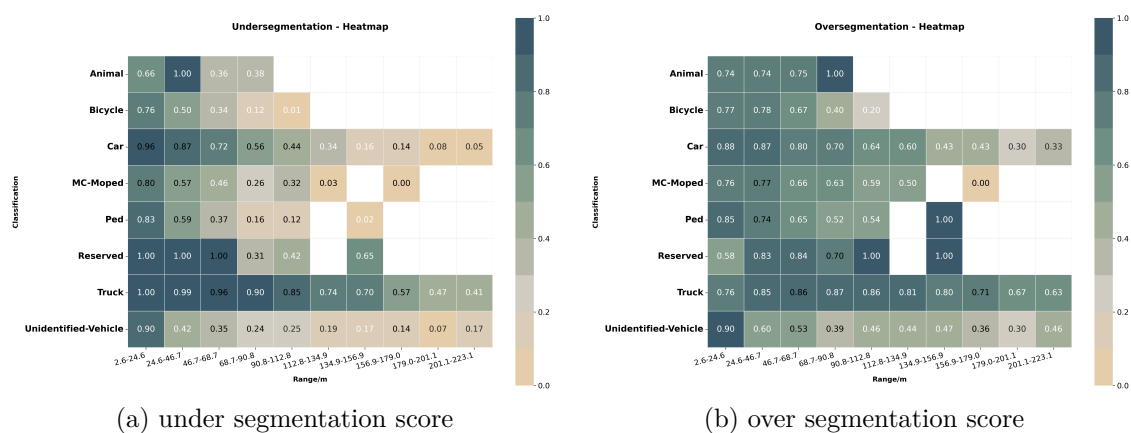 Undersegmentation - Heatmap
Classification
Animal 0.66 1.00 0.36 0.38
Bicycle 0.76 0.50 0.34 0.12 0.01
Car 0.96 0.87 0.72 0.56 0.44 0.34 0.16 0.14 0.08 0.05
MC-Moped 0.80 0.57 0.46 0.26 0.32 0.03 0.00
Ped 0.83 0.59 0.37 0.16 0.12 0.02
Reserved 1.00 1.00 1.00 0.31 0.42 0.65
Truck 1.00 0.99 0.96 0.90 0.85 0.74 0.70 0.57 0.47 0.41
Unidentified-Vehicle 0.90 0.42 0.35 0.24 0.25 0.19 0.17 0.14 0.07 0.17
2.6-24.6 24.6-46.7 46.7-68.7 68.7-90.8 90.8-112.8 112.8-134.9 134.9-156.9 156.9-179.0 179.0-201.1 201.1-223.1
Range/m
1.0
0.8
0.6
0.4
0.2
0.0
(a) under segmentation score
Oversegmentation - Heatmap
Classification
Animal 0.74 0.74 0.75 1.00
Bicycle 0.77 0.78 0.67 0.40 0.20
Car 0.88 0.87 0.80 0.70 0.64 0.60 0.43 0.43 0.30 0.33
MC-Moped 0.76 0.77 0.66 0.63 0.59 0.50 0.00
Ped 0.85 0.74 0.65 0.52 0.54 1.00
Reserved 0.58 0.83 0.84 0.70 1.00 1.00
Truck 0.76 0.85 0.86 0.87 0.86 0.81 0.80 0.71 0.67 0.63
Unidentified-Vehicle 0.90 0.60 0.53 0.39 0.46 0.44 0.47 0.36 0.30 0.46
2.6-24.6 24.6-46.7 46.7-68.7 68.7-90.8 90.8-112.8 112.8-134.9 134.9-156.9 156.9-179.0 179.0-201.1 201.1-223.1
Range/m
1.0
0.8
0.6
0.4
0.2
0.0
(b) over segmentation score